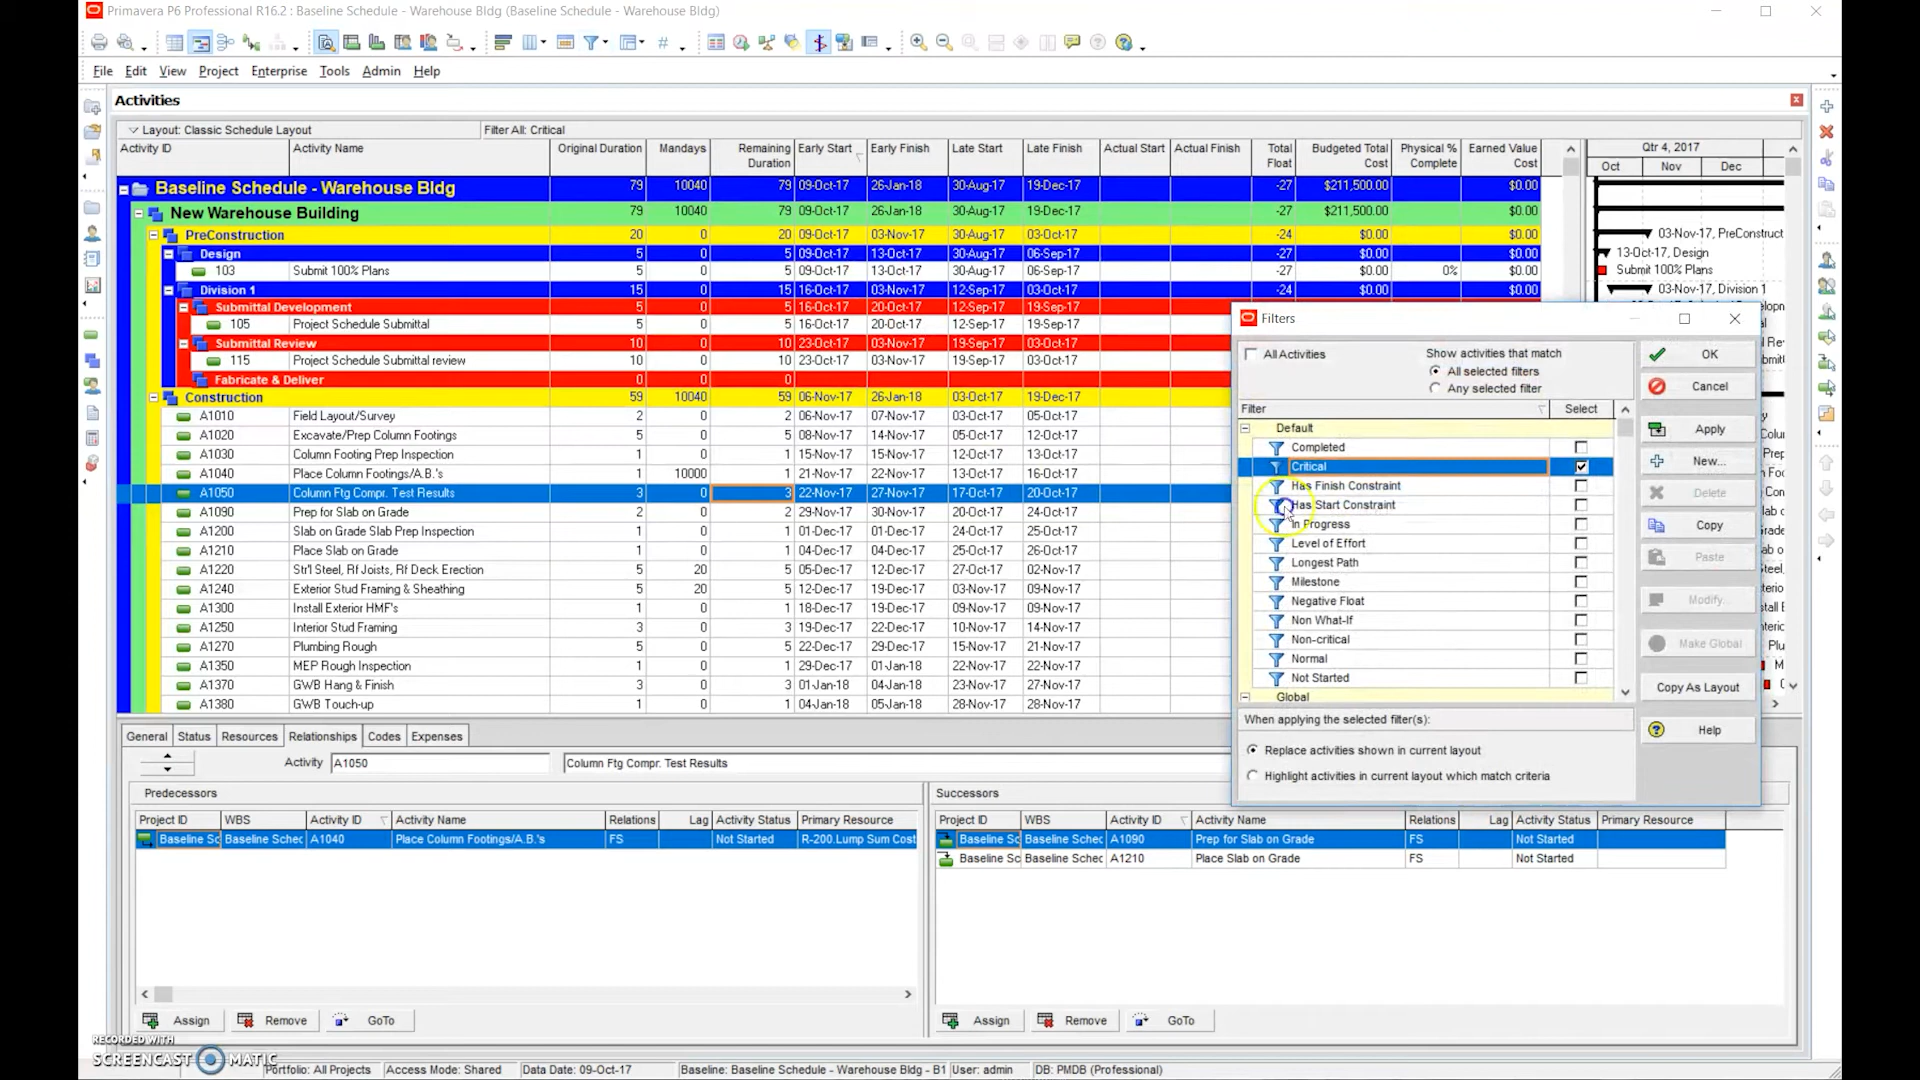 Primavera P6 Professional R16.2 : Baseline Schedule - Warehouse Bldg (Baseline Schedule - Warehouse Bldg)
File Edit View Project Enterprise Tools Admin Help
Activities
Layout: Classic Schedule Layout Filter All: Critical
Activity ID Activity Name Original Duration Mandays Remaining Duration Early Start Early Finish Late Start Late Finish Actual Start Actual Finish Total Float Budgeted Total Cost Physical % Complete Earned Value Cost Qtr 4, 2017
Oct Nov Dec
Baseline Schedule - Warehouse Bldg 79 10040 79 09-Oct-17 26-Jan-18 30-Aug-17 19-Dec-17 -27 $211,500.00 $0.00
New Warehouse Building 79 10040 79 09-Oct-17 26-Jan-18 30-Aug-17 19-Dec-17 -27 $211,500.00 $0.00
PreConstruction 20 0 20 09-Oct-17 03-Nov-17 30-Aug-17 03-Oct-17 -24 $0.00 $0.00 03-Nov-17, PreConstruct
Design 5 0 5 09-Oct-17 13-Oct-17 30-Aug-17 06-Sep-17 -27 $0.00 $0.00 13-Oct-17, Design
103 Submit 100% Plans 5 0 5 09-Oct-17 13-Oct-17 30-Aug-17 06-Sep-17 -27 $0.00 0% $0.00 Submit 100% Plans
Division 1 15 0 15 16-Oct-17 03-Nov-17 12-Sep-17 03-Oct-17 -24 $0.00 $0.00 03-Nov-17, Division 1
Submittal Development 5 0 5 16-Oct-17 20-Oct-17 12-Sep-17 19-Sep-17
105 Project Schedule Submittal 5 0 5 16-Oct-17 20-Oct-17 12-Sep-17 19-Sep-17
Submittal Review 10 0 10 23-Oct-17 03-Nov-17 19-Sep-17 03-Oct-17
115 Project Schedule Submittal review 10 0 10 23-Oct-17 03-Nov-17 19-Sep-17 03-Oct-17
Fabricate & Deliver 0 0 0
Construction 59 10040 59 06-Nov-17 26-Jan-18 03-Oct-17 19-Dec-17
A1010 Field Layout/Survey 2 0 2 06-Nov-17 07-Nov-17 03-Oct-17 05-Oct-17
A1020 Excavate/Prep Column Footings 5 0 5 08-Nov-17 14-Nov-17 05-Oct-17 12-Oct-17
A1030 Column Footing Prep Inspection 1 0 1 15-Nov-17 15-Nov-17 12-Oct-17 13-Oct-17
A1040 Place Column Footings/A.B.'s 1 10000 1 21-Nov-17 22-Nov-17 13-Oct-17 16-Oct-17
A1050 Column Ftg Compr. Test Results 3 0 3 22-Nov-17 27-Nov-17 17-Oct-17 20-Oct-17
A1090 Prep for Slab on Grade 2 0 2 29-Nov-17 30-Nov-17 20-Oct-17 24-Oct-17
A1200 Slab on Grade Slab Prep Inspection 1 0 1 01-Dec-17 01-Dec-17 24-Oct-17 25-Oct-17
A1210 Place Slab on Grade 1 0 1 04-Dec-17 04-Dec-17 25-Oct-17 26-Oct-17
A1220 Str'l Steel, Rf Joists, Rf Deck Erection 5 20 5 05-Dec-17 12-Dec-17 27-Oct-17 02-Nov-17
A1240 Exterior Stud Framing & Sheathing 5 20 5 12-Dec-17 19-Dec-17 03-Nov-17 09-Nov-17
A1300 Install Exterior HMF's 1 0 1 18-Dec-17 19-Dec-17 09-Nov-17 09-Nov-17
A1250 Interior Stud Framing 3 0 3 19-Dec-17 22-Dec-17 10-Nov-17 14-Nov-17
A1270 Plumbing Rough 5 0 5 22-Dec-17 29-Dec-17 15-Nov-17 21-Nov-17
A1350 MEP Rough Inspection 1 0 1 29-Dec-17 01-Jan-18 22-Nov-17 22-Nov-17
A1370 GWB Hang & Finish 3 0 3 01-Jan-18 04-Jan-18 23-Nov-17 27-Nov-17
A1380 GWB Touch-up 1 0 1 04-Jan-18 05-Jan-18 28-Nov-17 28-Nov-17
Filters
All Activities
Show activities that match
All selected filters
Any selected filter
Filter Select
Default
Completed
Critical
Has Finish Constraint
Has Start Constraint
In Progress
Level of Effort
Longest Path
Milestone
Negative Float
Non What-If
Non-critical
Normal
Not Started
Global
When applying the selected filter(s):
Replace activities shown in current layout
Highlight activities in current layout which match criteria
OK
Cancel
Apply
New...
Delete
Copy
Paste
Modify...
Make Global
Copy As Layout
Help
General Status Resources Relationships Codes Expenses
Activity A1050 Column Ftg Compr. Test Results
Predecessors
Project ID WBS Activity ID Activity Name Relations Lag Activity Status Primary Resource
Baseline Sc Baseline Sched A1040 Place Column Footings/A.B.'s FS Not Started R-200.Lump Sum Cost
Assign Remove GoTo
Successors
Project ID WBS Activity ID Activity Name Relations Lag Activity Status Primary Resource
Baseline Sc Baseline Sched A1090 Prep for Slab on Grade FS Not Started
Baseline Sc Baseline Sched A1210 Place Slab on Grade FS Not Started
Assign Remove GoTo
RECORDED WITH
SCREENCAST MATIC
Portfolio: All Projects Access Mode: Shared Data Date: 09-Oct-17 Baseline: Baseline Schedule - Warehouse Bldg - B1 User: admin DB: PMDB (Professional)